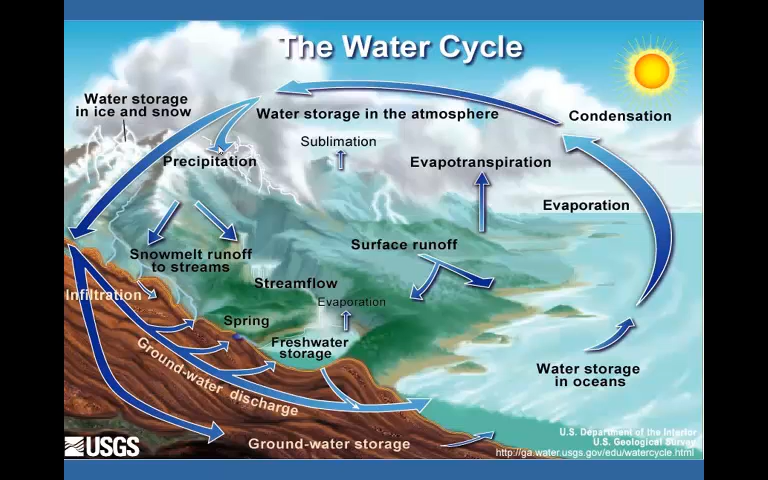 The Water Cycle
Water storage
in ice and snow
Water storage in the atmosphere
Condensation
Sublimation
Precipitation
Evapotranspiration
Evaporation
Snowmelt runoff
to streams
Surface runoff
Streamflow
Infiltration
Evaporation
Spring
Freshwater
storage
Ground-water discharge
Water storage
in oceans
USGS
Ground-water storage
U.S. Department of the Interior
U.S. Geological Survey
http://ga.water.usgs.gov/edu/watercycle.html